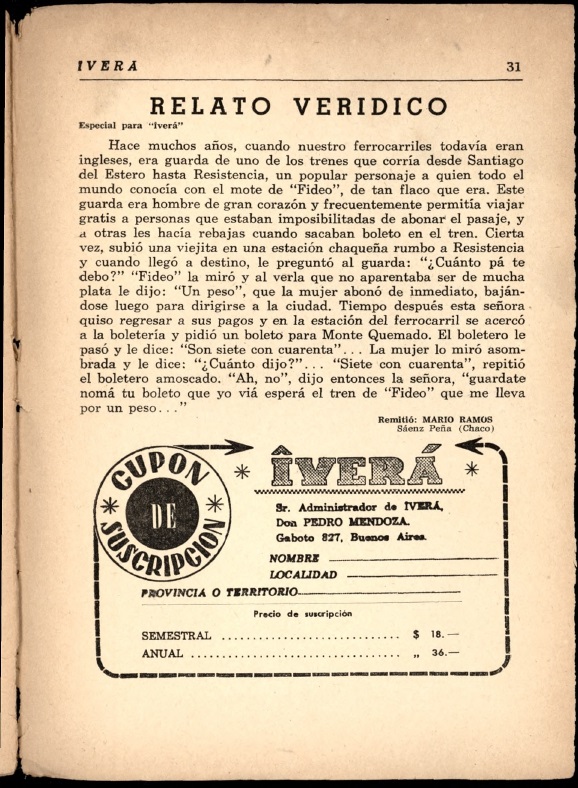 IVERA 31
RELATO VERIDICO
Especial para "Iverá"
Hace muchos años, cuando nuestro ferrocarriles todavía eran
ingleses, era guarda de uno de los trenes que corría desde Santiago
del Estero hasta Resistencia, un popular personaje a quien todo el
mundo conocía con el mote de "Fideo", de tan flaco que era. Este
guarda era hombre de gran corazón y frecuentemente permitía viajar
gratis a personas que estaban imposibilitadas de abonar el pasaje, y
a otras les hacía rebajas cuando sacaban boleto en el tren. Cierta
vez, subió una viejita en una estación chaqueña rumbo a Resistencia
y cuando llegó a destino, le preguntó al guarda: "¿Cuánto pá te
debo?" "Fideo" la miró y al verla que no aparentaba ser de mucha
plata le dijo: "Un peso", que la mujer abonó de inmediato, baján-
dose luego para dirigirse a la ciudad. Tiempo después esta señora
quiso regresar a sus pagos y en la estación del ferrocarril se acercó
a la boletería y pidió un boleto para Monte Quemado. El boletero le
pasó y le dice: "Son siete con cuarenta"... La mujer lo miró asom-
brada y le dice: "¿Cuánto dijo?"... "Siete con cuarenta", repitió
el boletero amoscado. "Ah, no", dijo entonces la señora, "guardate
nomá tu boleto que yo viá esperá el tren de "Fideo" que me lleva
por un peso..."
Remitió: MARIO RAMOS
Sáenz Peña (Chaco)
CUPON
DE
SUSCRIPCION
ÎVERÁ
Sr. Administrador de ÎVERÁ,
Don PEDRO MENDOZA.
Gaboto 827, Buenos Aires.
NOMBRE
LOCALIDAD
PROVINCIA O TERRITORIO
Precio de suscripción
SEMESTRAL .............................. $ 18.—
ANUAL .................................. „ 36.—